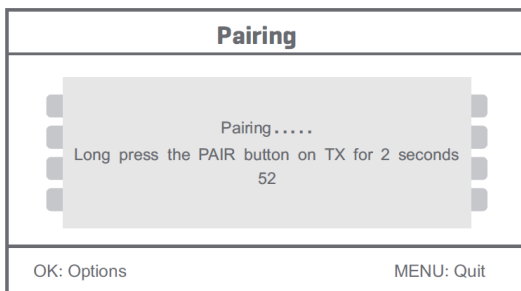 Pairing
Pairing.....
Long press the PAIR button on TX for 2 seconds
52
OK: Options
MENU: Quit